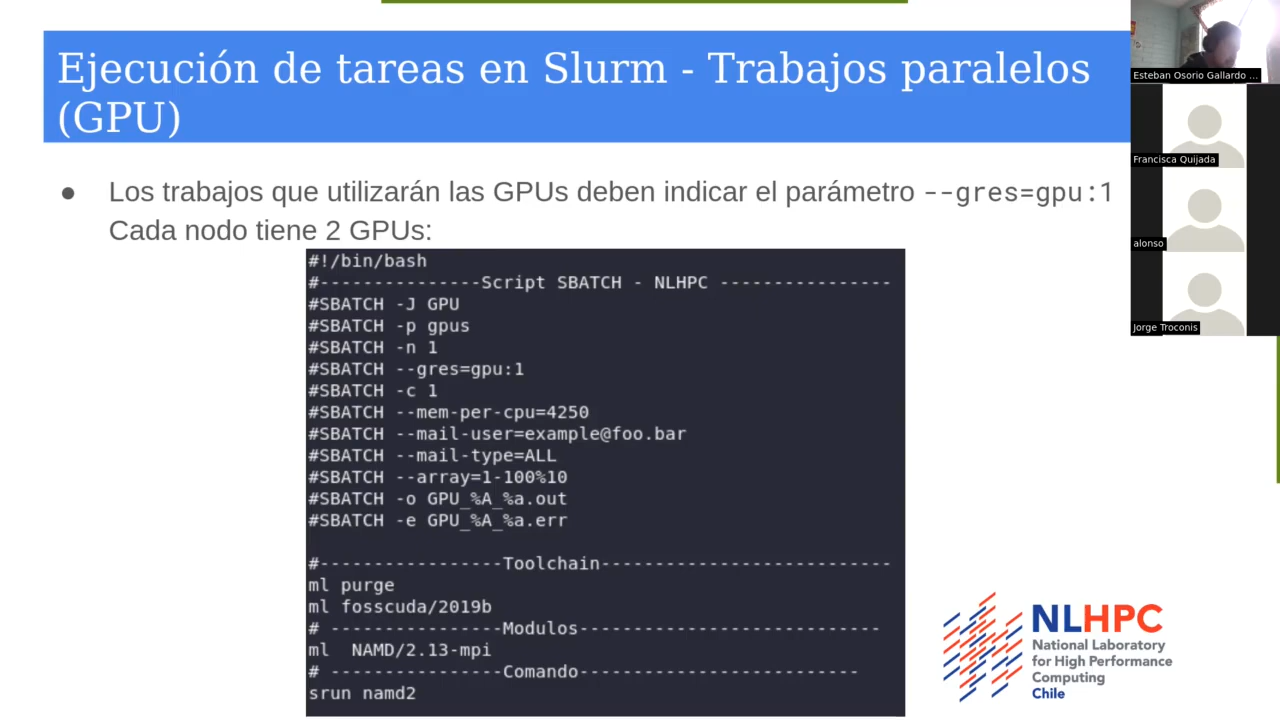 Ejecución de tareas en Slurm - Trabajos paralelos
(GPU)
● Los trabajos que utilizarán las GPUs deben indicar el parámetro --gres=gpu:1
Cada nodo tiene 2 GPUs:
#!/bin/bash
#---------------Script SBATCH - NLHPC ----------------
#SBATCH -J GPU
#SBATCH -p gpus
#SBATCH -n 1
#SBATCH --gres=gpu:1
#SBATCH -c 1
#SBATCH --mem-per-cpu=4250
#SBATCH --mail-user=example@foo.bar
#SBATCH --mail-type=ALL
#SBATCH --array=1-100%10
#SBATCH -o GPU_%A_%a.out
#SBATCH -e GPU_%A_%a.err
#-----------------Toolchain---------------------------
ml purge
ml fosscuda/2019b
# ----------------Modulos----------------------------
ml  NAMD/2.13-mpi
# ----------------Comando--------------------------
srun namd2
Esteban Osorio Gallardo ...
Francisca Quijada
alonso
Jorge Troconis
NLHPC
National Laboratory
for High Performance
Computing
Chile